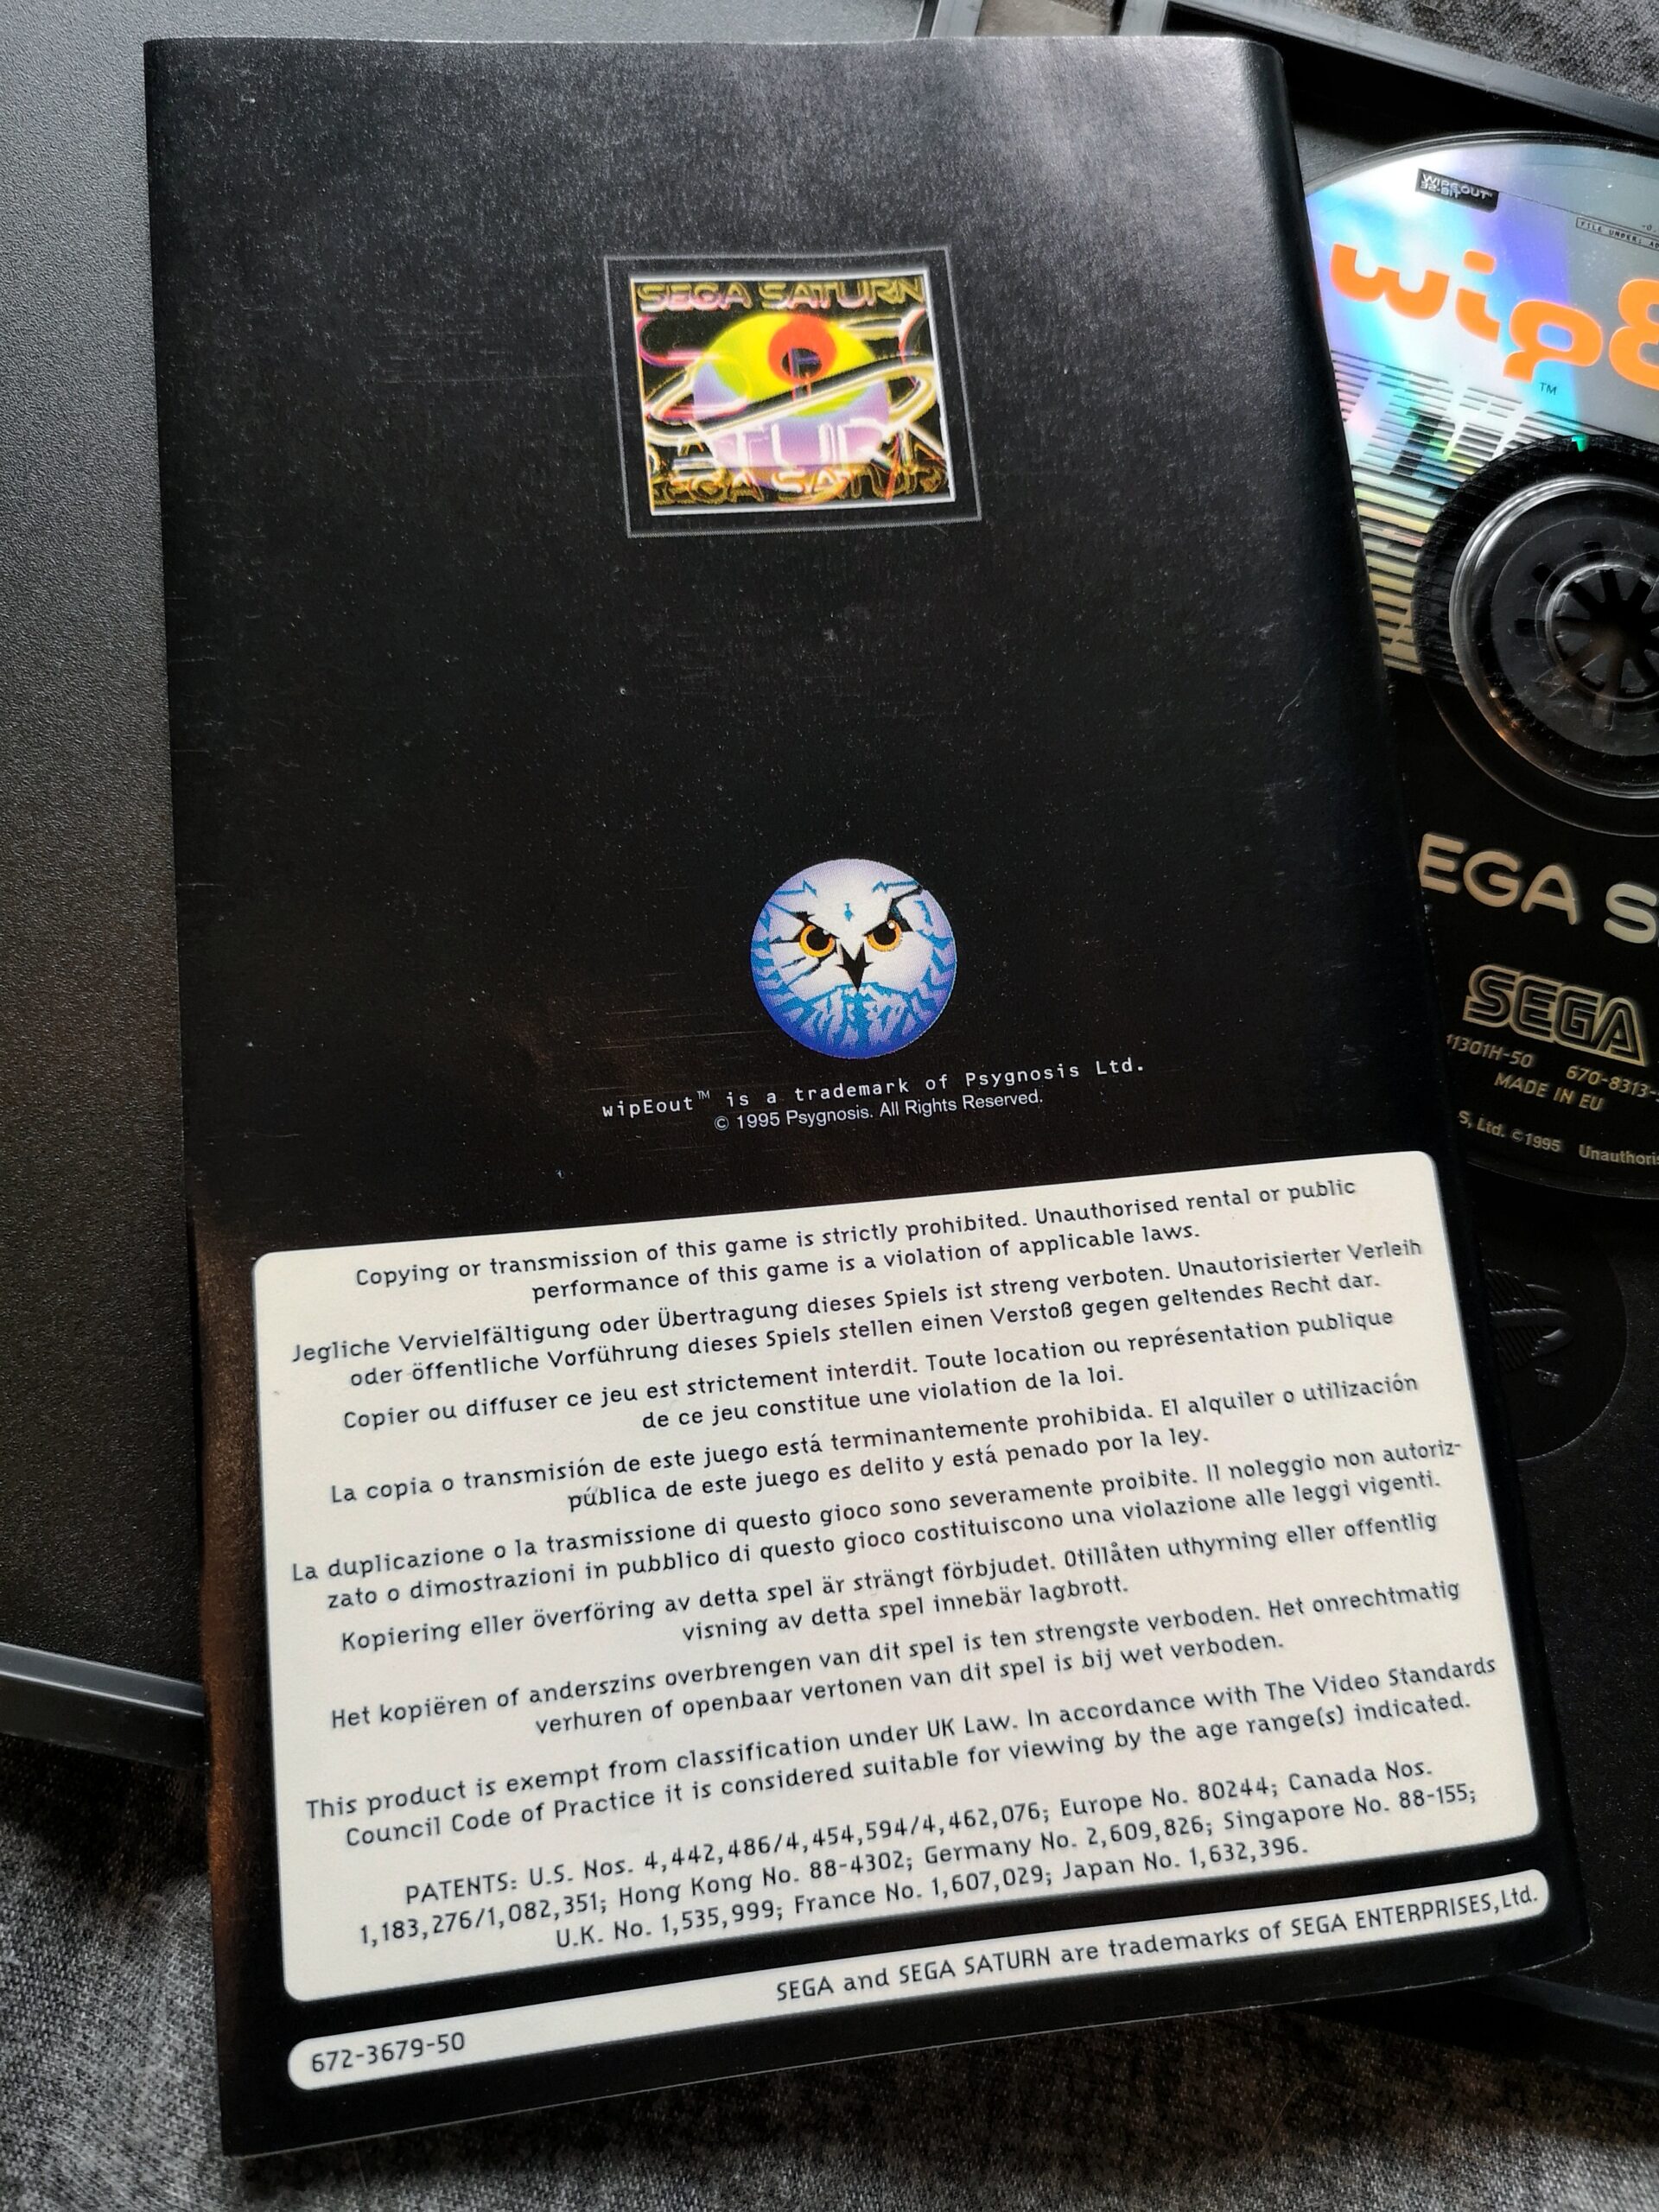 SEGA SATURN
wipEout™ is a trademark of Psygnosis Ltd.
© 1995 Psygnosis. All Rights Reserved.
Copying or transmission of this game is strictly prohibited. Unauthorised rental or public
performance of this game is a violation of applicable laws.
Jegliche Vervielfältigung oder Übertragung dieses Spiels ist streng verboten. Unautorisierter Verleih
oder öffentliche Vorführung dieses Spiels stellen einen Verstoß gegen geltendes Recht dar.
Copier ou diffuser ce jeu est strictement interdit. Toute location ou représentation publique
de ce jeu constitue une violation de la loi.
La copia o transmisión de este juego está terminantemente prohibida. El alquiler o utilización
pública de este juego es delito y está penado por la ley.
La duplicazione o la trasmissione di questo gioco sono severamente proibite. Il noleggio non autoriz-
zato o dimostrazioni in pubblico di questo gioco costituiscono una violazione alle leggi vigenti.
Kopiering eller överföring av detta spel är strängt förbjudet. Otillåten uthyrning eller offentlig
visning av detta spel innebär lagbrott.
Het kopiëren of anderszins overbrengen van dit spel is ten strengste verboden. Het onrechtmatig
verhuren of openbaar vertonen van dit spel is bij wet verboden.
This product is exempt from classification under UK Law. In accordance with The Video Standards
Council Code of Practice it is considered suitable for viewing by the age range(s) indicated.
PATENTS: U.S. Nos. 4,442,486/4,454,594/4,462,076; Europe No. 80244; Canada Nos.
1,183,276/1,082,351; Hong Kong No. 88-4302; Germany No. 2,609,826; Singapore No. 88-155;
U.K. No. 1,535,999; France No. 1,607,029; Japan No. 1,632,396.
SEGA and SEGA SATURN are trademarks of SEGA ENTERPRISES,Ltd.
672-3679-50
WIPEOUT
32-BIT
FILE UNDER:
wipE
™
EGA S
SEGA
11301H-50 670-8313-
MADE IN EU
S, Ltd. ©1995 Unauthoris